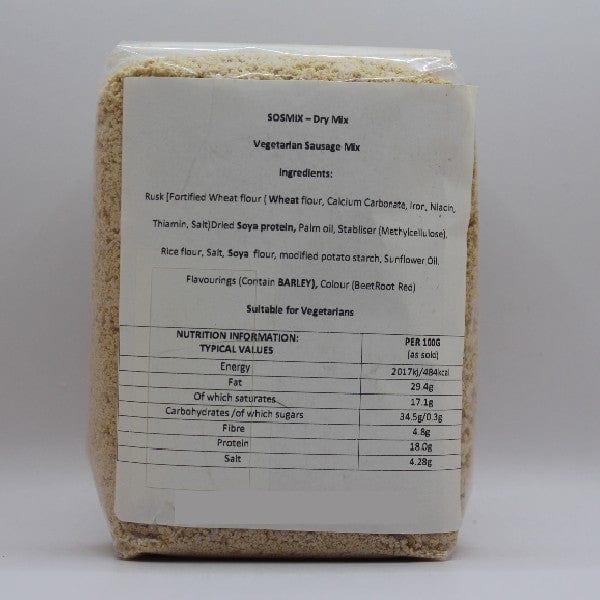 SOSMIX – Dry Mix
Vegetarian Sausage Mix
Ingredients:
Rusk [Fortified Wheat flour ( Wheat flour, Calcium Carbonate, Iron, Niacin,
Thiamin, Salt)Dried Soya protein, Palm oil, Stabliser (Methylcellulose),
Rice flour, Salt, Soya flour, modified potato starch, Sunflower Oil,
Flavourings (Contain BARLEY), Colour (BeetRoot Red)
Suitable for Vegetarians
NUTRITION INFORMATION:
TYPICAL VALUES
PER 100G
(as sold)
Energy 2017kj/484kcal
Fat 29.4g
Of which saturates 17.1g
Carbohydrates /of which sugars 34.5g/0.3g
Fibre 4.8g
Protein 18.0g
Salt 4.28g